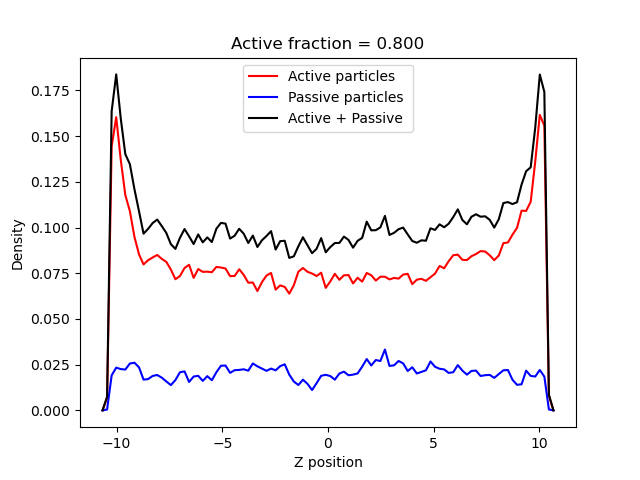 Active fraction = 0.800
Active particles
Passive particles
Active + Passive
0.175
0.150
0.125
0.100
0.075
0.050
0.025
0.000
Density
−10
−5
0
5
10
Z position